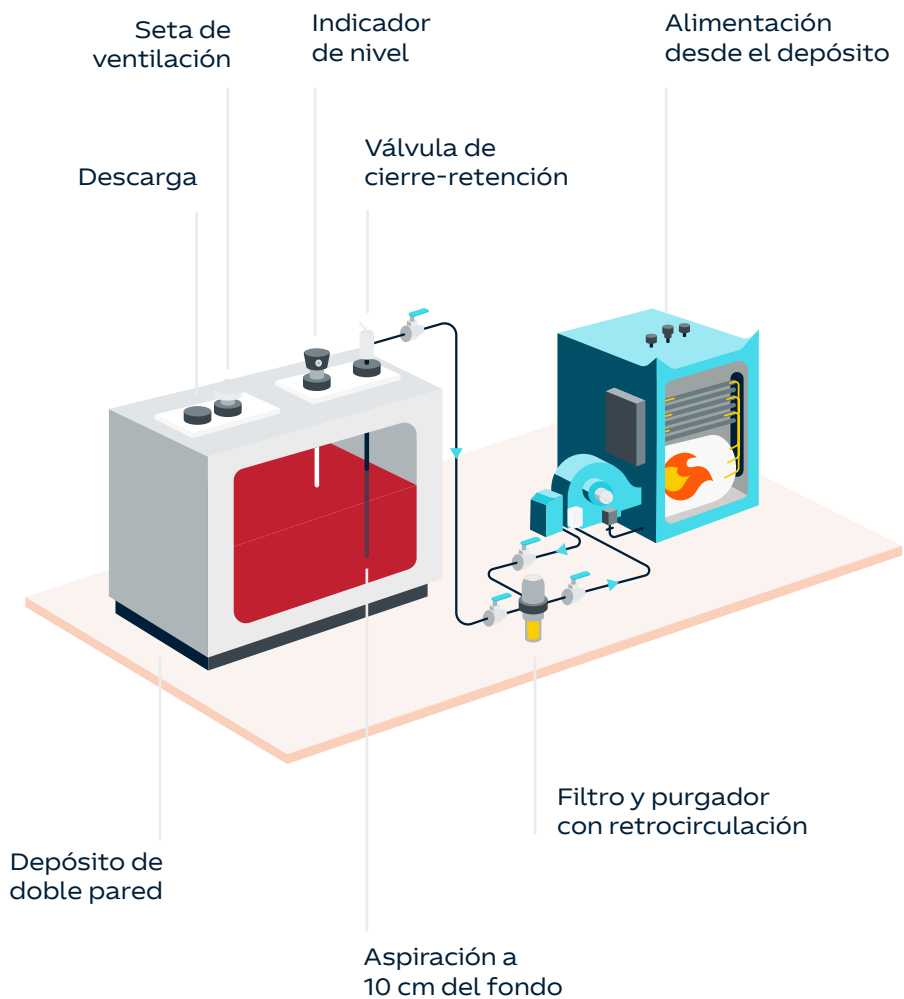 Seta de
ventilación
Indicador
de nivel
Alimentación
desde el depósito
Descarga
Válvula de
cierre-retención
Filtro y purgador
con retrocirculación
Depósito de
doble pared
Aspiración a
10 cm del fondo